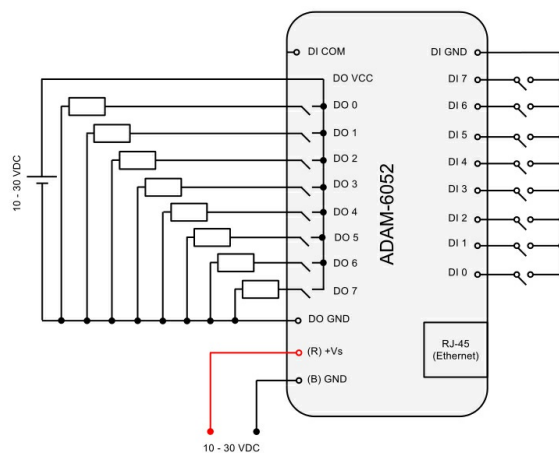 DI COM
DI GND
DO VCC
DI 7
DO 0
DI 6
DO 1
DI 5
DO 2
DI 4
DO 3
DI 3
DO 4
DI 2
DO 5
DI 1
DO 6
DI 0
DO 7
10 - 30 VDC
ADAM-6052
DO GND
(R) +Vs
(B) GND
RJ-45
(Ethernet)
10 - 30 VDC